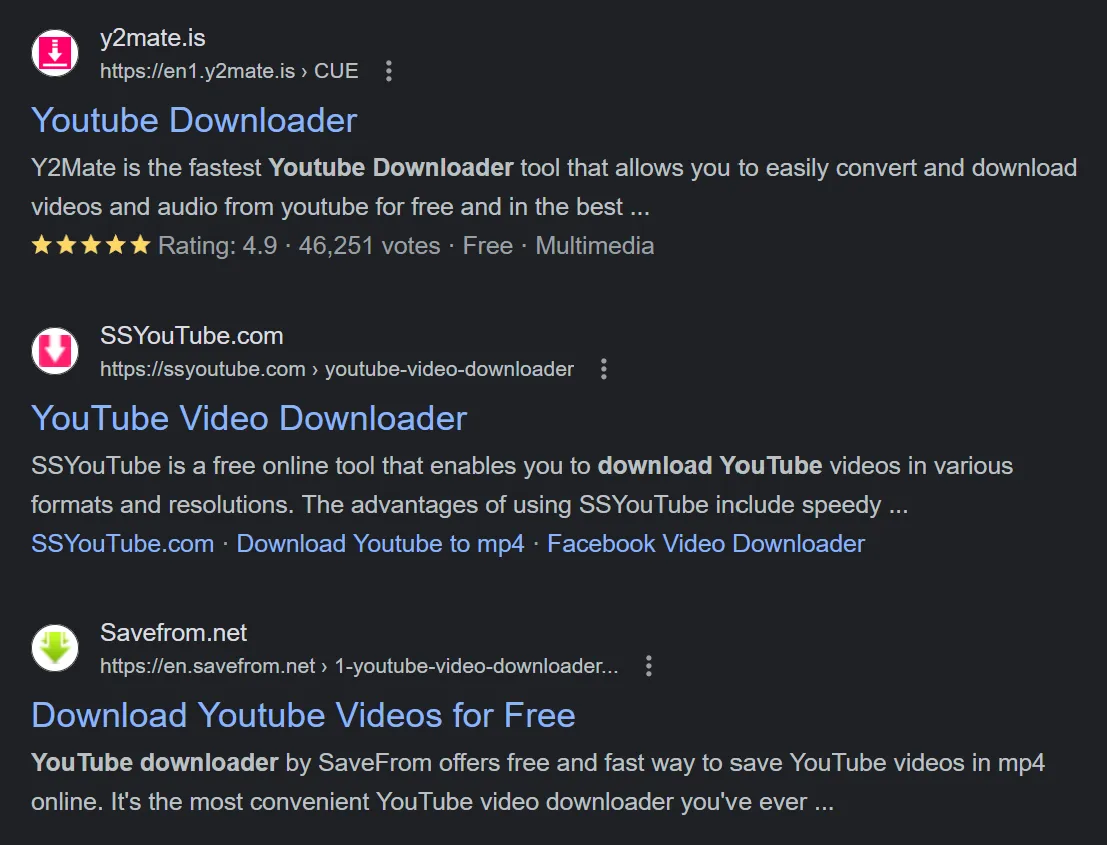 y2mate.is
https://en1.y2mate.is › CUE
Youtube Downloader
Y2Mate is the fastest Youtube Downloader tool that allows you to easily convert and download
videos and audio from youtube for free and in the best ...
Rating: 4.9 · 46,251 votes · Free · Multimedia
SSYouTube.com
https://ssyoutube.com › youtube-video-downloader
YouTube Video Downloader
SSYouTube is a free online tool that enables you to download YouTube videos in various
formats and resolutions. The advantages of using SSYouTube include speedy ...
SSYouTube.com · Download Youtube to mp4 · Facebook Video Downloader
Savefrom.net
https://en.savefrom.net › 1-youtube-video-downloader...
Download Youtube Videos for Free
YouTube downloader by SaveFrom offers free and fast way to save YouTube videos in mp4
online. It's the most convenient YouTube video downloader you've ever ...